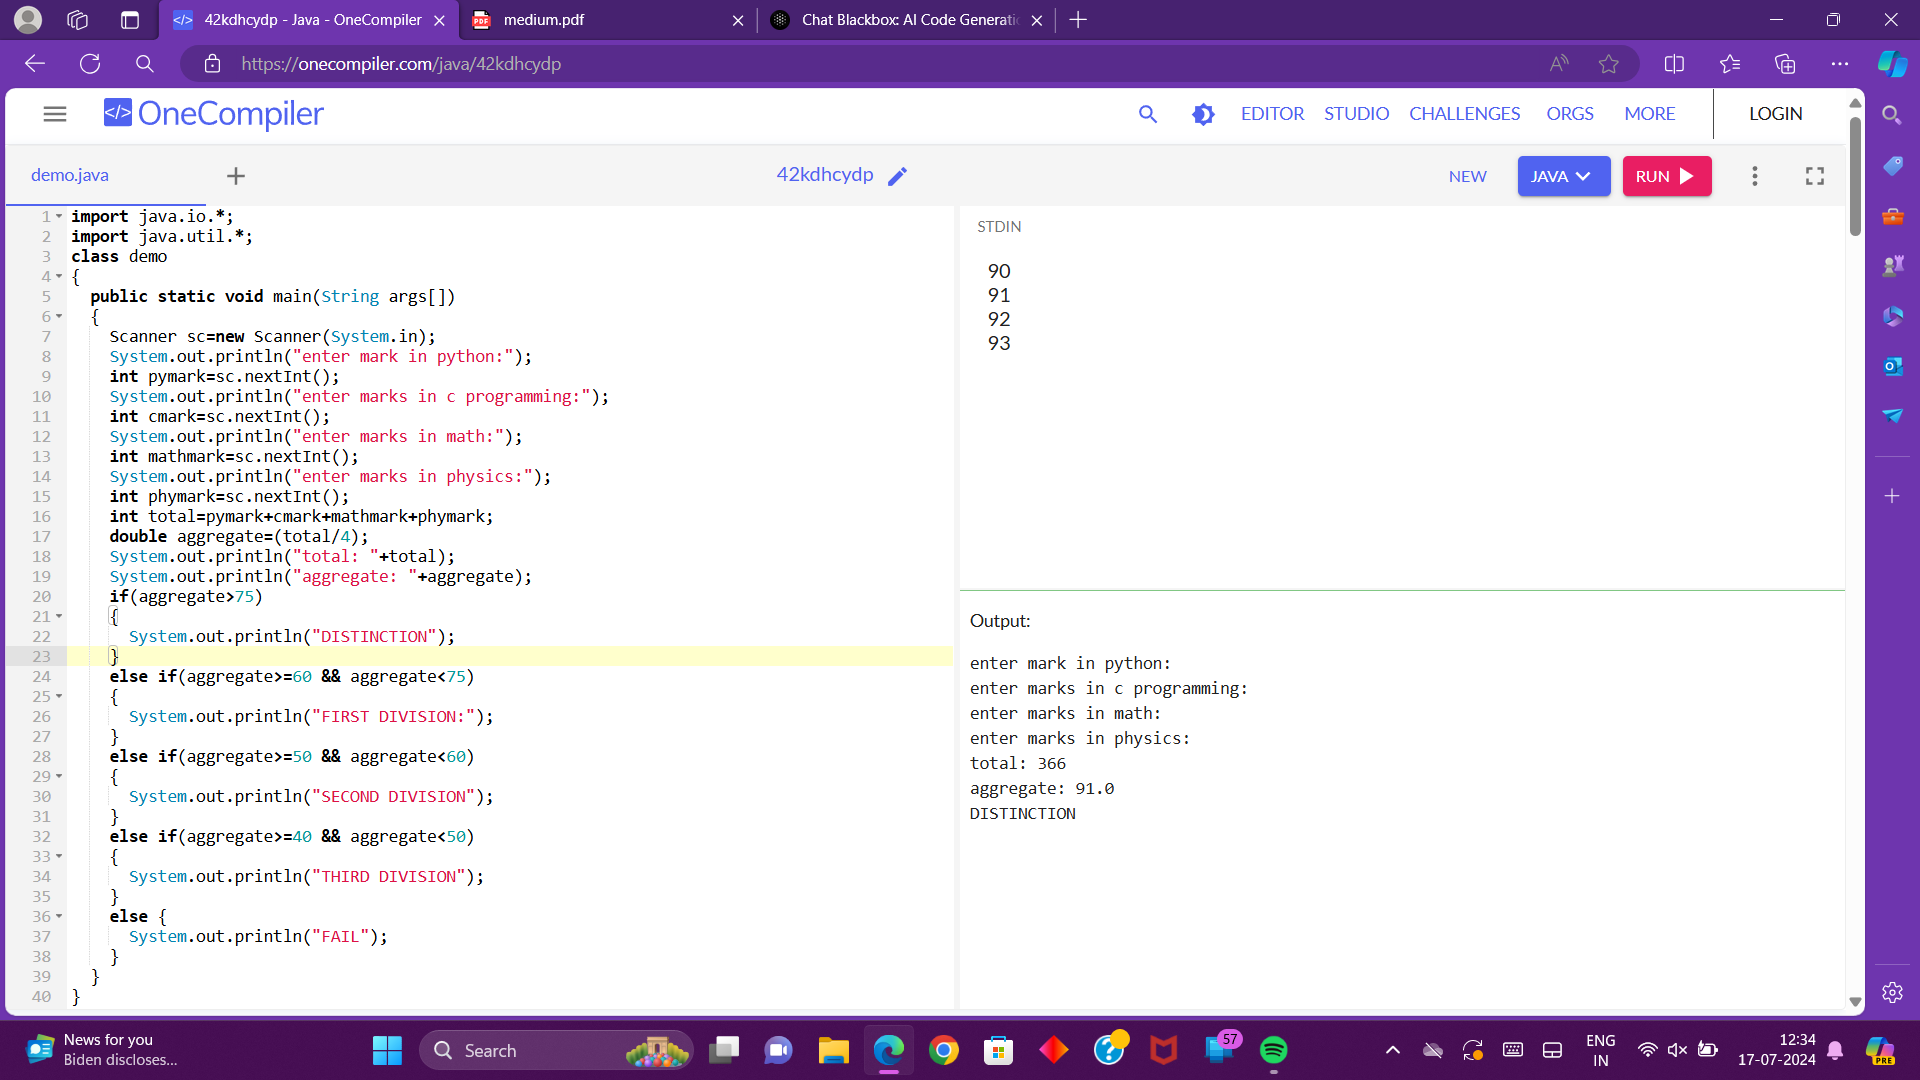 42kdhcydp - Java - OneCompiler
medium.pdf
Chat Blackbox: AI Code Generati
https://onecompiler.com/java/42kdhcydp
</> OneCompiler
EDITOR STUDIO CHALLENGES ORGS MORE LOGIN
demo.java
42kdhcydp
NEW JAVA RUN
1 import java.io.*;
2 import java.util.*;
3 class demo
4 {
5 public static void main(String args[])
6 {
7 Scanner sc=new Scanner(System.in);
8 System.out.println("enter mark in python:");
9 int pymark=sc.nextInt();
10 System.out.println("enter marks in c programming:");
11 int cmark=sc.nextInt();
12 System.out.println("enter marks in math:");
13 int mathmark=sc.nextInt();
14 System.out.println("enter marks in physics:");
15 int phymark=sc.nextInt();
16 int total=pymark+cmark+mathmark+phymark;
17 double aggregate=(total/4);
18 System.out.println("total: "+total);
19 System.out.println("aggregate: "+aggregate);
20 if(aggregate>75)
21 {
22 System.out.println("DISTINCTION");
23 }
24 else if(aggregate>=60 && aggregate<75)
25 {
26 System.out.println("FIRST DIVISION:");
27 }
28 else if(aggregate>=50 && aggregate<60)
29 {
30 System.out.println("SECOND DIVISION");
31 }
32 else if(aggregate>=40 && aggregate<50)
33 {
34 System.out.println("THIRD DIVISION");
35 }
36 else {
37 System.out.println("FAIL");
38 }
39 }
40 }
STDIN
90
91
92
93
Output:
enter mark in python:
enter marks in c programming:
enter marks in math:
enter marks in physics:
total: 366
aggregate: 91.0
DISTINCTION
News for you
Biden discloses...
Search
57
ENG
IN
12:34
17-07-2024
PRE